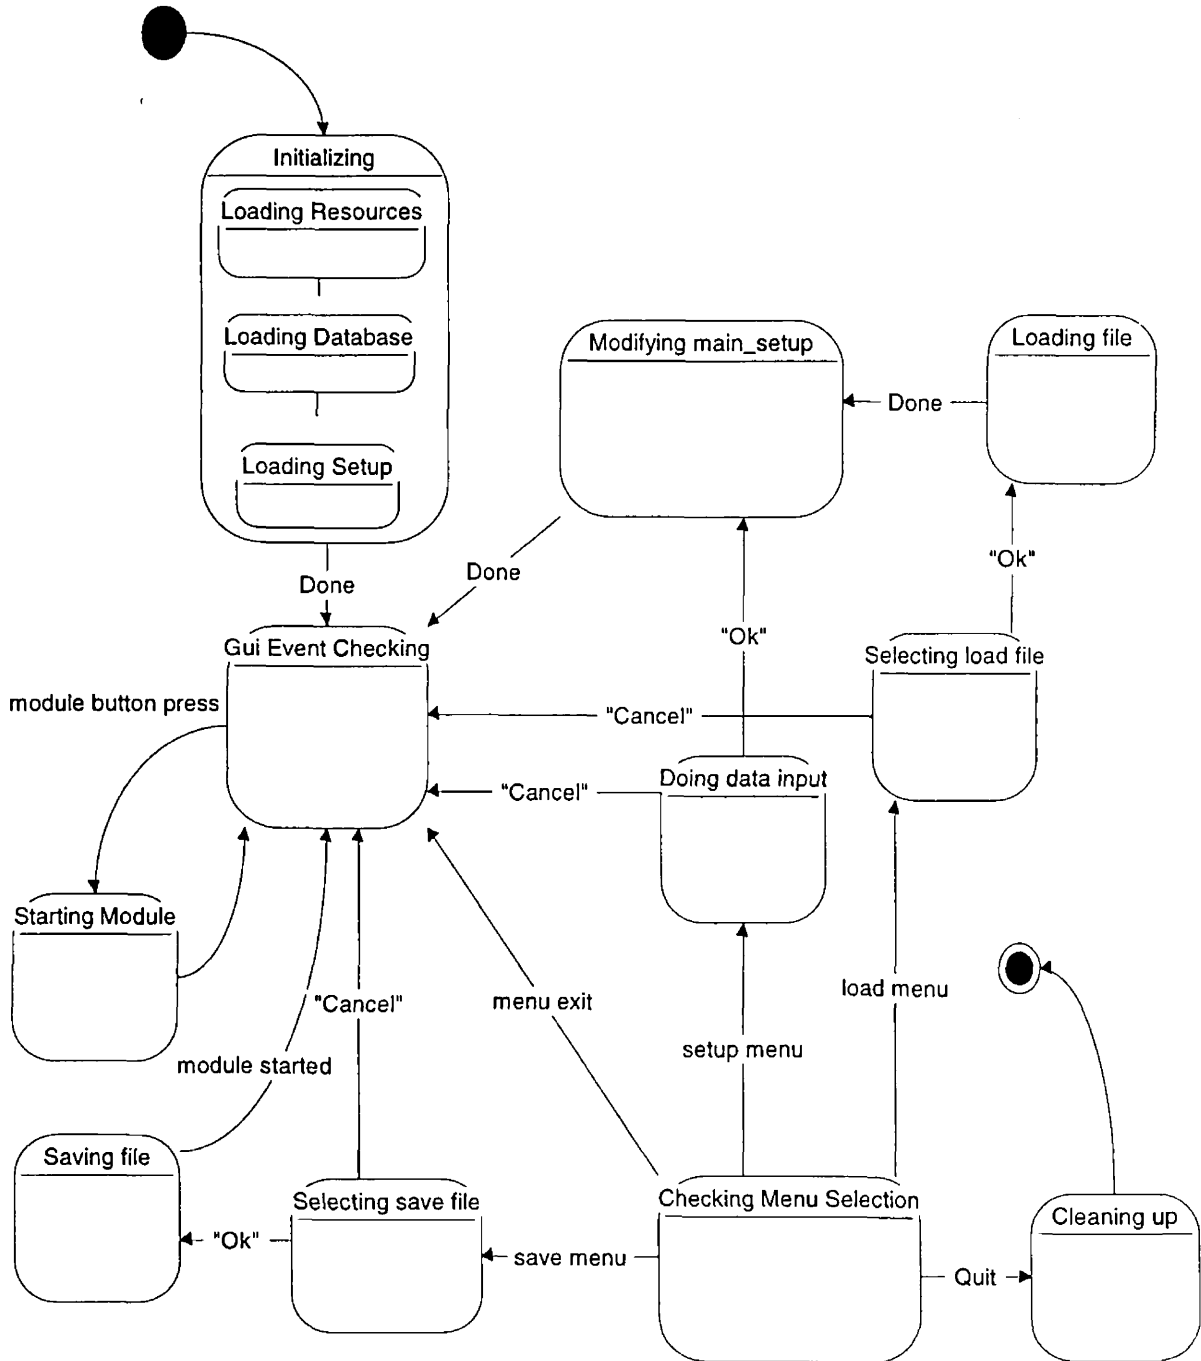 Initializing
Loading Resources
Loading Database
Modifying main_setup
Loading file
Done
Loading Setup
"Ok"
Done
Done
"Ok"
Gui Event Checking
Selecting load file
module button press
"Cancel"
Doing data input
"Cancel"
Starting Module
load menu
"Cancel"
menu exit
setup menu
module started
Saving file
Selecting save file
Checking Menu Selection
Cleaning up
"Ok"
save menu
Quit